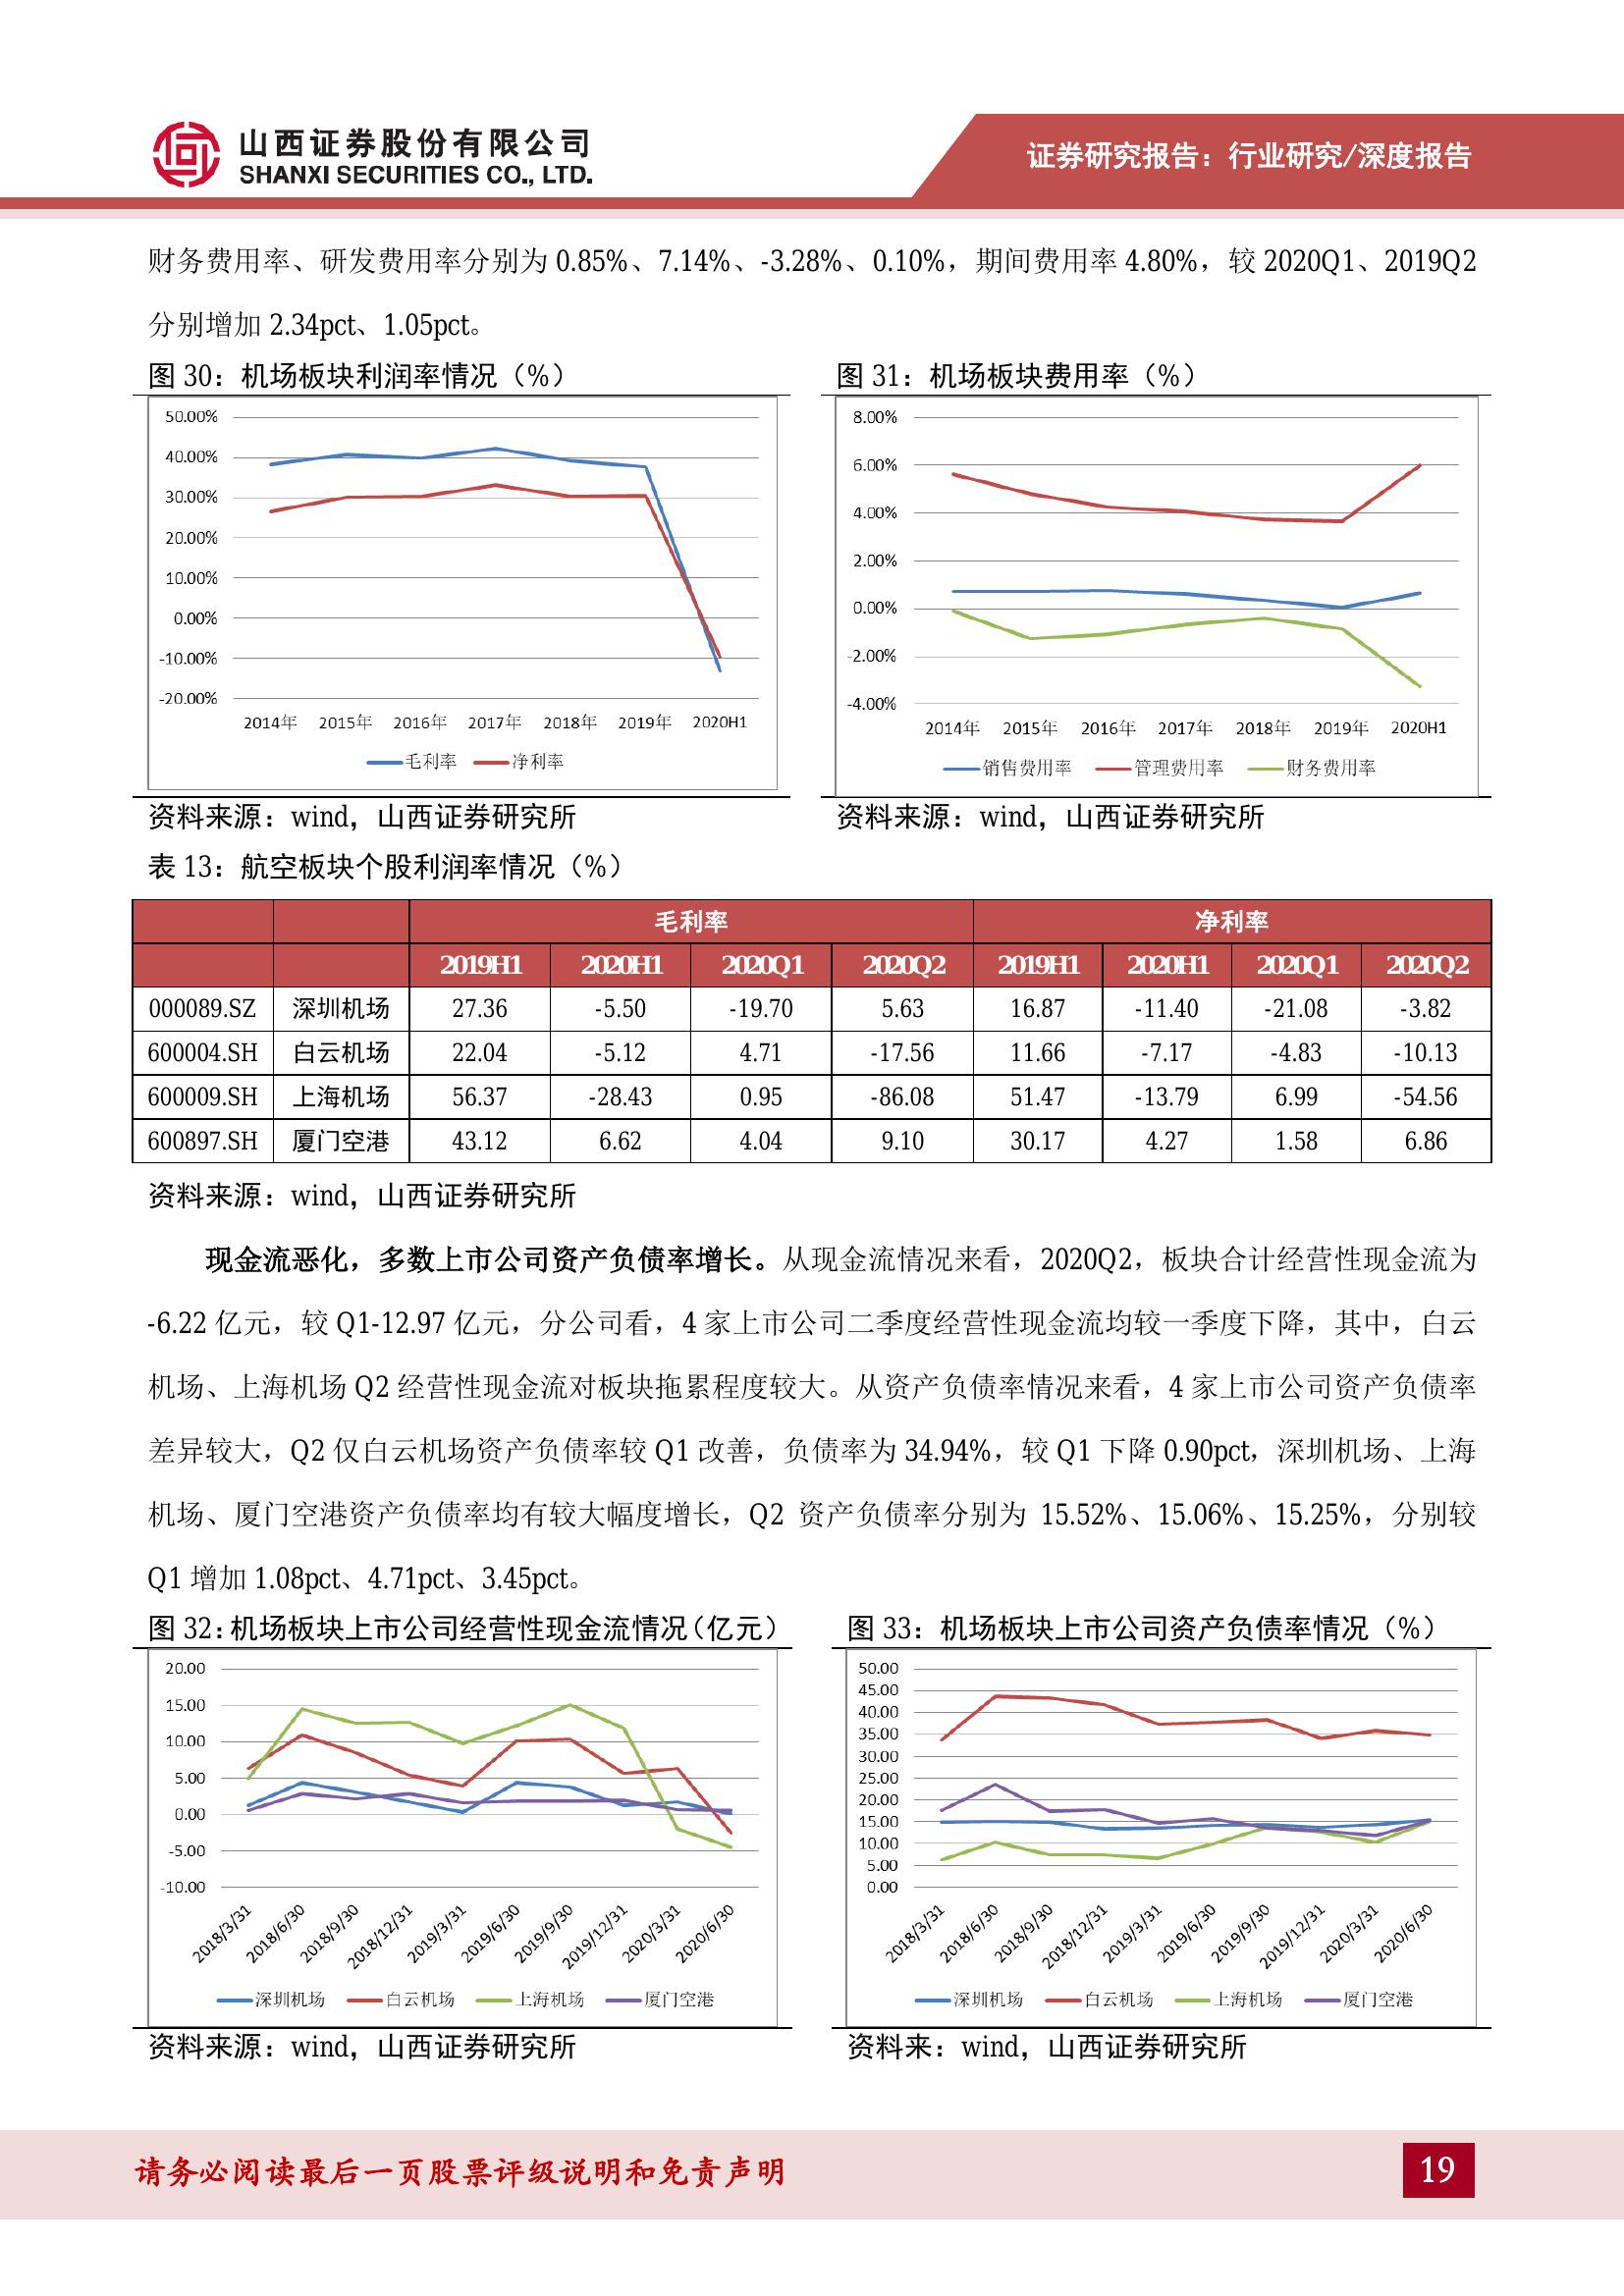 山西证券股份有限公司
SHANXI SECURITIES CO., LTD.
证券研究报告：行业研究/深度报告
财务费用率、研发费用率分别为 0.85%、7.14%、-3.28%、0.10%，期间费用率 4.80%，较 2020Q1、2019Q2
分别增加 2.34pct、1.05pct。
图 30：机场板块利润率情况（%）
50.00%
40.00%
30.00%
20.00%
10.00%
0.00%
-10.00%
-20.00%
2014年 2015年 2016年 2017年 2018年 2019年 2020H1
毛利率 净利率
资料来源：wind，山西证券研究所
图 31：机场板块费用率（%）
8.00%
6.00%
4.00%
2.00%
0.00%
-2.00%
-4.00%
2014年 2015年 2016年 2017年 2018年 2019年 2020H1
销售费用率 管理费用率 财务费用率
资料来源：wind，山西证券研究所
表 13：航空板块个股利润率情况（%）
毛利率 净利率
2019H1 2020H1 2020Q1 2020Q2 2019H1 2020H1 2020Q1 2020Q2
000089.SZ 深圳机场 27.36 -5.50 -19.70 5.63 16.87 -11.40 -21.08 -3.82
600004.SH 白云机场 22.04 -5.12 4.71 -17.56 11.66 -7.17 -4.83 -10.13
600009.SH 上海机场 56.37 -28.43 0.95 -86.08 51.47 -13.79 6.99 -54.56
600897.SH 厦门空港 43.12 6.62 4.04 9.10 30.17 4.27 1.58 6.86
资料来源：wind，山西证券研究所
现金流恶化，多数上市公司资产负债率增长。从现金流情况来看，2020Q2，板块合计经营性现金流为
-6.22 亿元，较 Q1-12.97 亿元，分公司看，4 家上市公司二季度经营性现金流均较一季度下降，其中，白云
机场、上海机场 Q2 经营性现金流对板块拖累程度较大。从资产负债率情况来看，4 家上市公司资产负债率
差异较大，Q2 仅白云机场资产负债率较 Q1 改善，负债率为 34.94%，较 Q1 下降 0.90pct，深圳机场、上海
机场、厦门空港资产负债率均有较大幅度增长，Q2 资产负债率分别为 15.52%、15.06%、15.25%，分别较
Q1 增加 1.08pct、4.71pct、3.45pct。
图 32：机场板块上市公司经营性现金流情况（亿元）
20.00
15.00
10.00
5.00
0.00
-5.00
-10.00
2018/3/31 2018/6/30 2018/9/30 2018/12/31 2019/3/31 2019/6/30 2019/9/30 2019/12/31 2020/3/31 2020/6/30
深圳机场 白云机场 上海机场 厦门空港
资料来源：wind，山西证券研究所
图 33：机场板块上市公司资产负债率情况（%）
50.00
45.00
40.00
35.00
30.00
25.00
20.00
15.00
10.00
5.00
0.00
2018/3/31 2018/6/30 2018/9/30 2018/12/31 2019/3/31 2019/6/30 2019/9/30 2019/12/31 2020/3/31 2020/6/30
深圳机场 白云机场 上海机场 厦门空港
资料来：wind，山西证券研究所
请务必阅读最后一页股票评级说明和免责声明
19